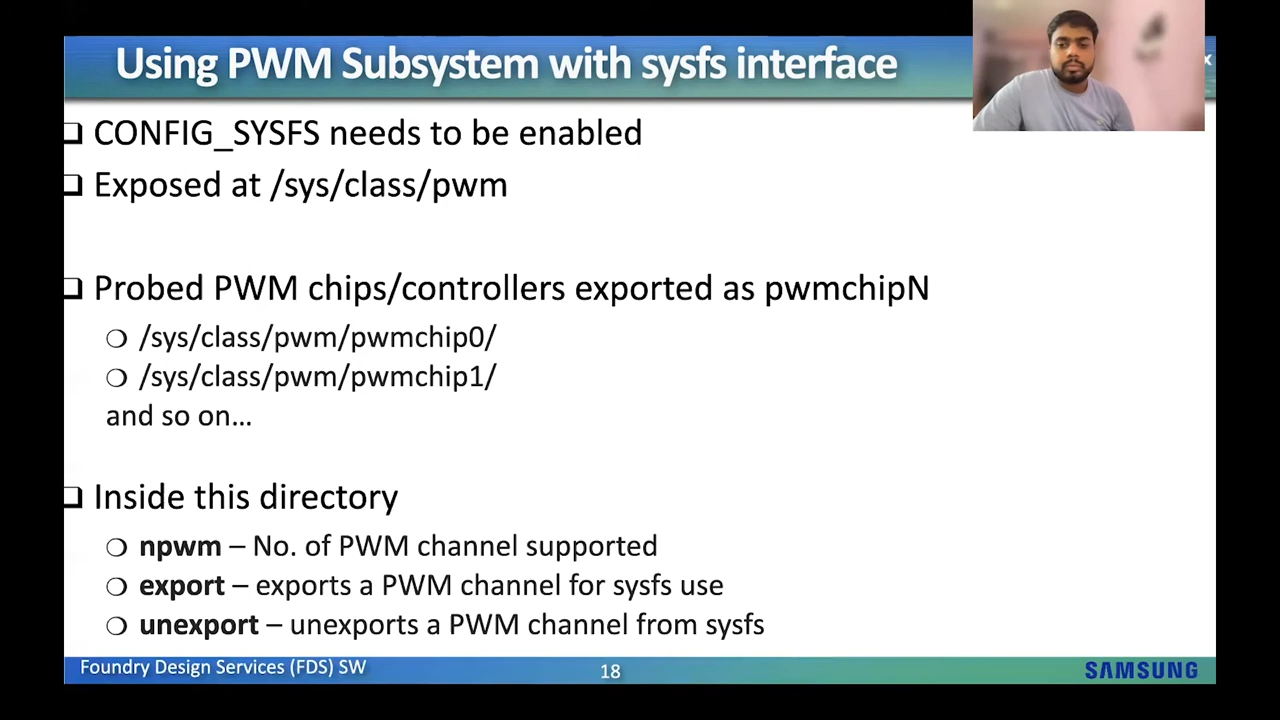 Using PWM Subsystem with sysfs interface
x
CONFIG_SYSFS needs to be enabled
Exposed at /sys/class/pwm
Probed PWM chips/controllers exported as pwmchipN
/sys/class/pwm/pwmchip0/
/sys/class/pwm/pwmchip1/
and so on…
Inside this directory
npwm – No. of PWM channel supported
export – exports a PWM channel for sysfs use
unexport – unexports a PWM channel from sysfs
Foundry Design Services (FDS) SW
18
SAMSUNG